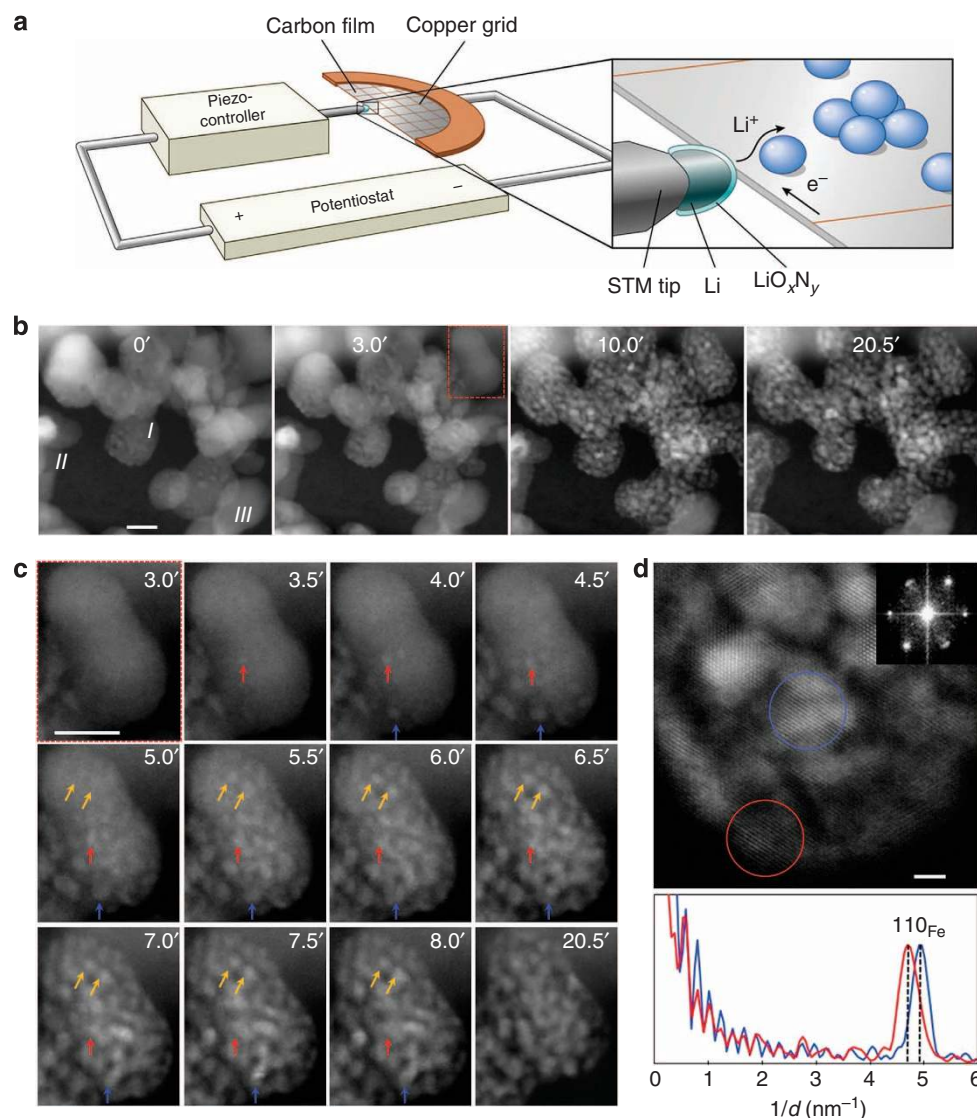 a
Carbon film
Copper grid
Piezo-
controller
Potentiostat
+
−
Li⁺
e⁻
STM tip
Li
LiOₓNᵧ
b
0′
3.0′
10.0′
20.5′
I
II
III
c
3.0′
3.5′
4.0′
4.5′
5.0′
5.5′
6.0′
6.5′
7.0′
7.5′
8.0′
20.5′
d
110Fe
0
1
2
3
4
5
6
1/d (nm⁻¹)